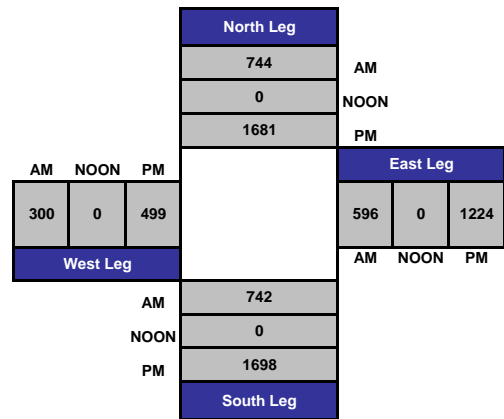 North Leg
744 AM
0 NOON
1681 PM
AM NOON PM
East Leg
300 0 499
596 0 1224
West Leg
AM NOON PM
AM 742
NOON 0
PM 1698
South Leg